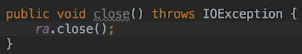 public void close() throws IOException {
    ra.close();
}